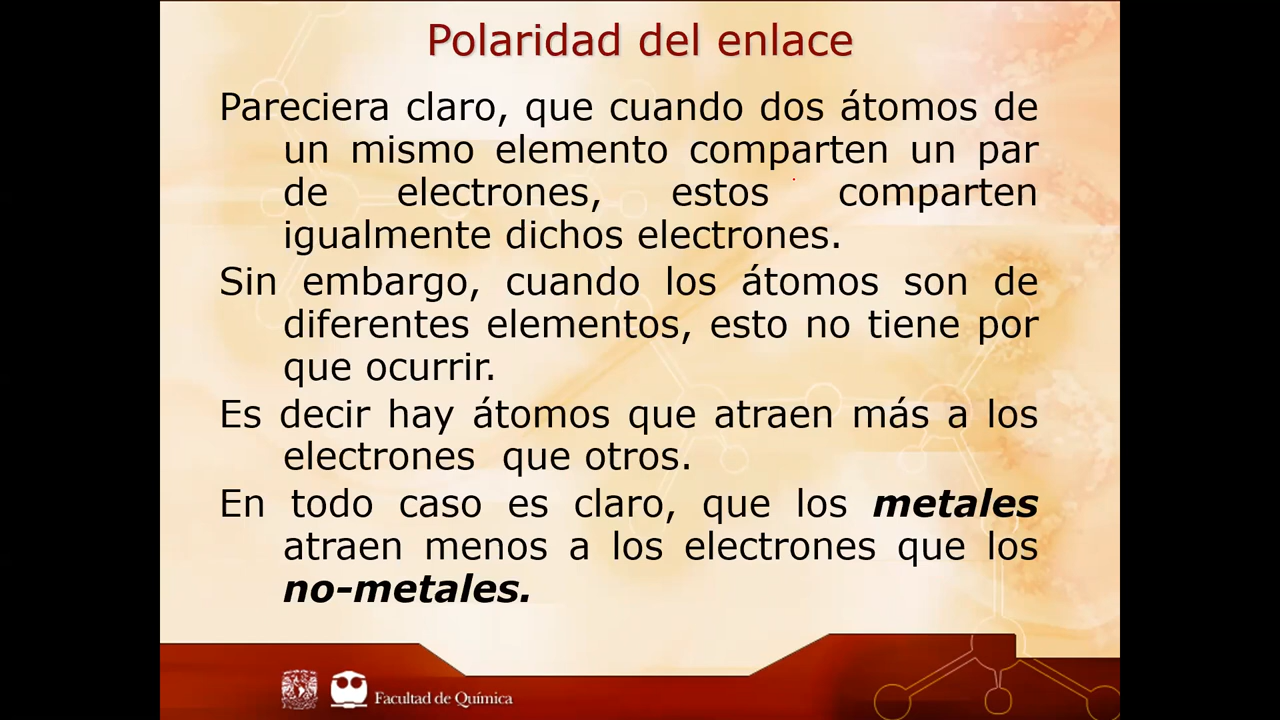 Polaridad del enlace
Pareciera claro, que cuando dos átomos de
un mismo elemento comparten un par
de electrones, estos comparten
igualmente dichos electrones.
Sin embargo, cuando los átomos son de
diferentes elementos, esto no tiene por
que ocurrir.
Es decir hay átomos que atraen más a los
electrones que otros.
En todo caso es claro, que los metales
atraen menos a los electrones que los
no-metales.
Facultad de Química